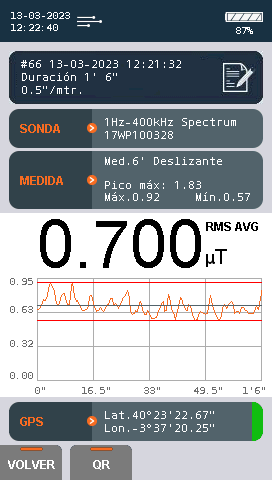 13-03-2023
12:22:40
87%
#66 13-03-2023 12:21:32
Duración 1' 6"
0.5"/mtr.
SONDA
1Hz-400kHz Spectrum
17WP100328
MEDIDA
Med.6' Deslizante
Pico máx: 1.83
Máx.0.92 Mín.0.57
0.700 RMS AVG
µT
0.95
0.63
0.32
0.00
0" 16.5" 33" 49.5" 1'6"
GPS
Lat.40°23'22.67"
Lon.-3°37'20.25"
VOLVER QR